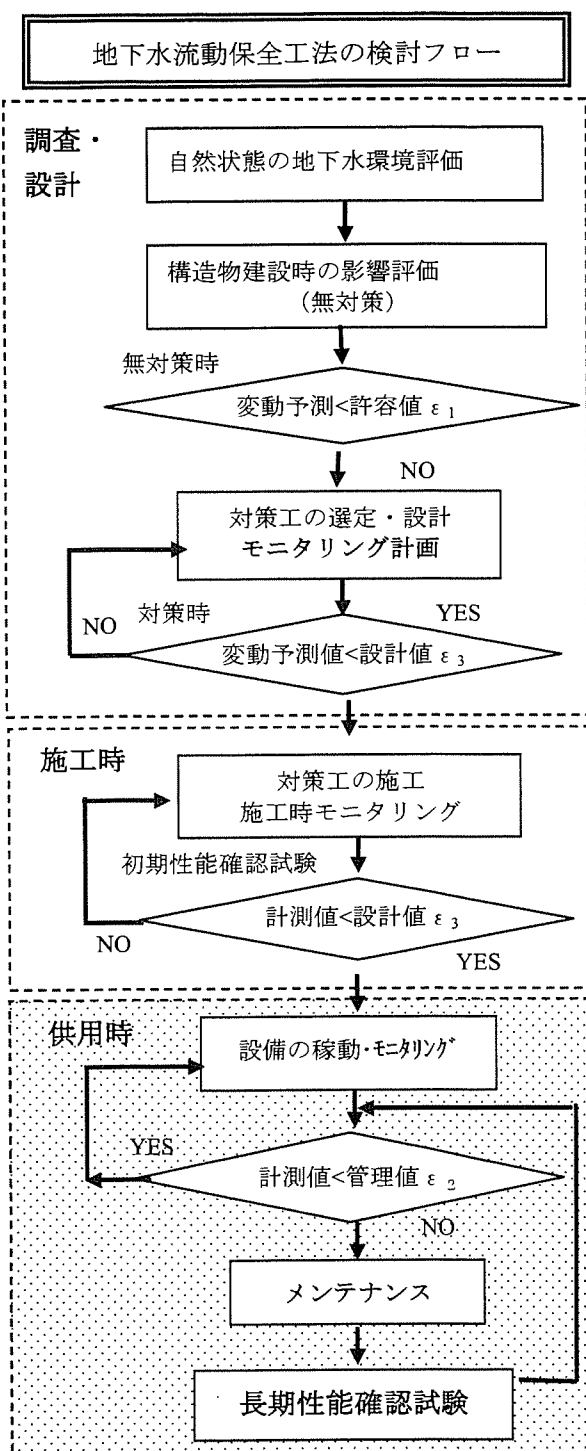 地下水流動保全工法の検討フロー
調査・
設計
自然状態の地下水環境評価
構造物建設時の影響評価
(無対策)
無対策時
変動予測<許容値 ε₁
NO
対策工の選定・設計
モニタリング計画
対策時
YES
NO
変動予測値<設計値 ε₃
施工時
対策工の施工
施工時モニタリング
初期性能確認試験
計測値<設計値 ε₃
NO
YES
供用時
設備の稼動・ﾓﾆﾀﾘﾝｸﾞ
YES
計測値<管理値 ε₂
NO
メンテナンス
長期性能確認試験